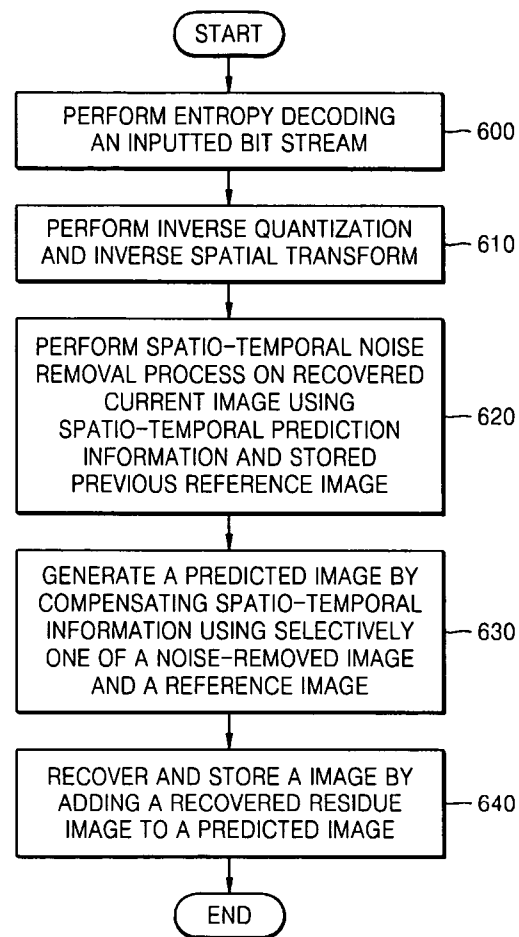 START
PERFORM ENTROPY DECODING
AN INPUTTED BIT STREAM
600
PERFORM INVERSE QUANTIZATION
AND INVERSE SPATIAL TRANSFORM
610
PERFORM SPATIO-TEMPORAL NOISE
REMOVAL PROCESS ON RECOVERED
CURRENT IMAGE USING
SPATIO-TEMPORAL PREDICTION
INFORMATION AND STORED
PREVIOUS REFERENCE IMAGE
620
GENERATE A PREDICTED IMAGE BY
COMPENSATING SPATIO-TEMPORAL
INFORMATION USING SELECTIVELY
ONE OF A NOISE-REMOVED IMAGE
AND A REFERENCE IMAGE
630
RECOVER AND STORE A IMAGE BY
ADDING A RECOVERED RESIDUE
IMAGE TO A PREDICTED IMAGE
640
END